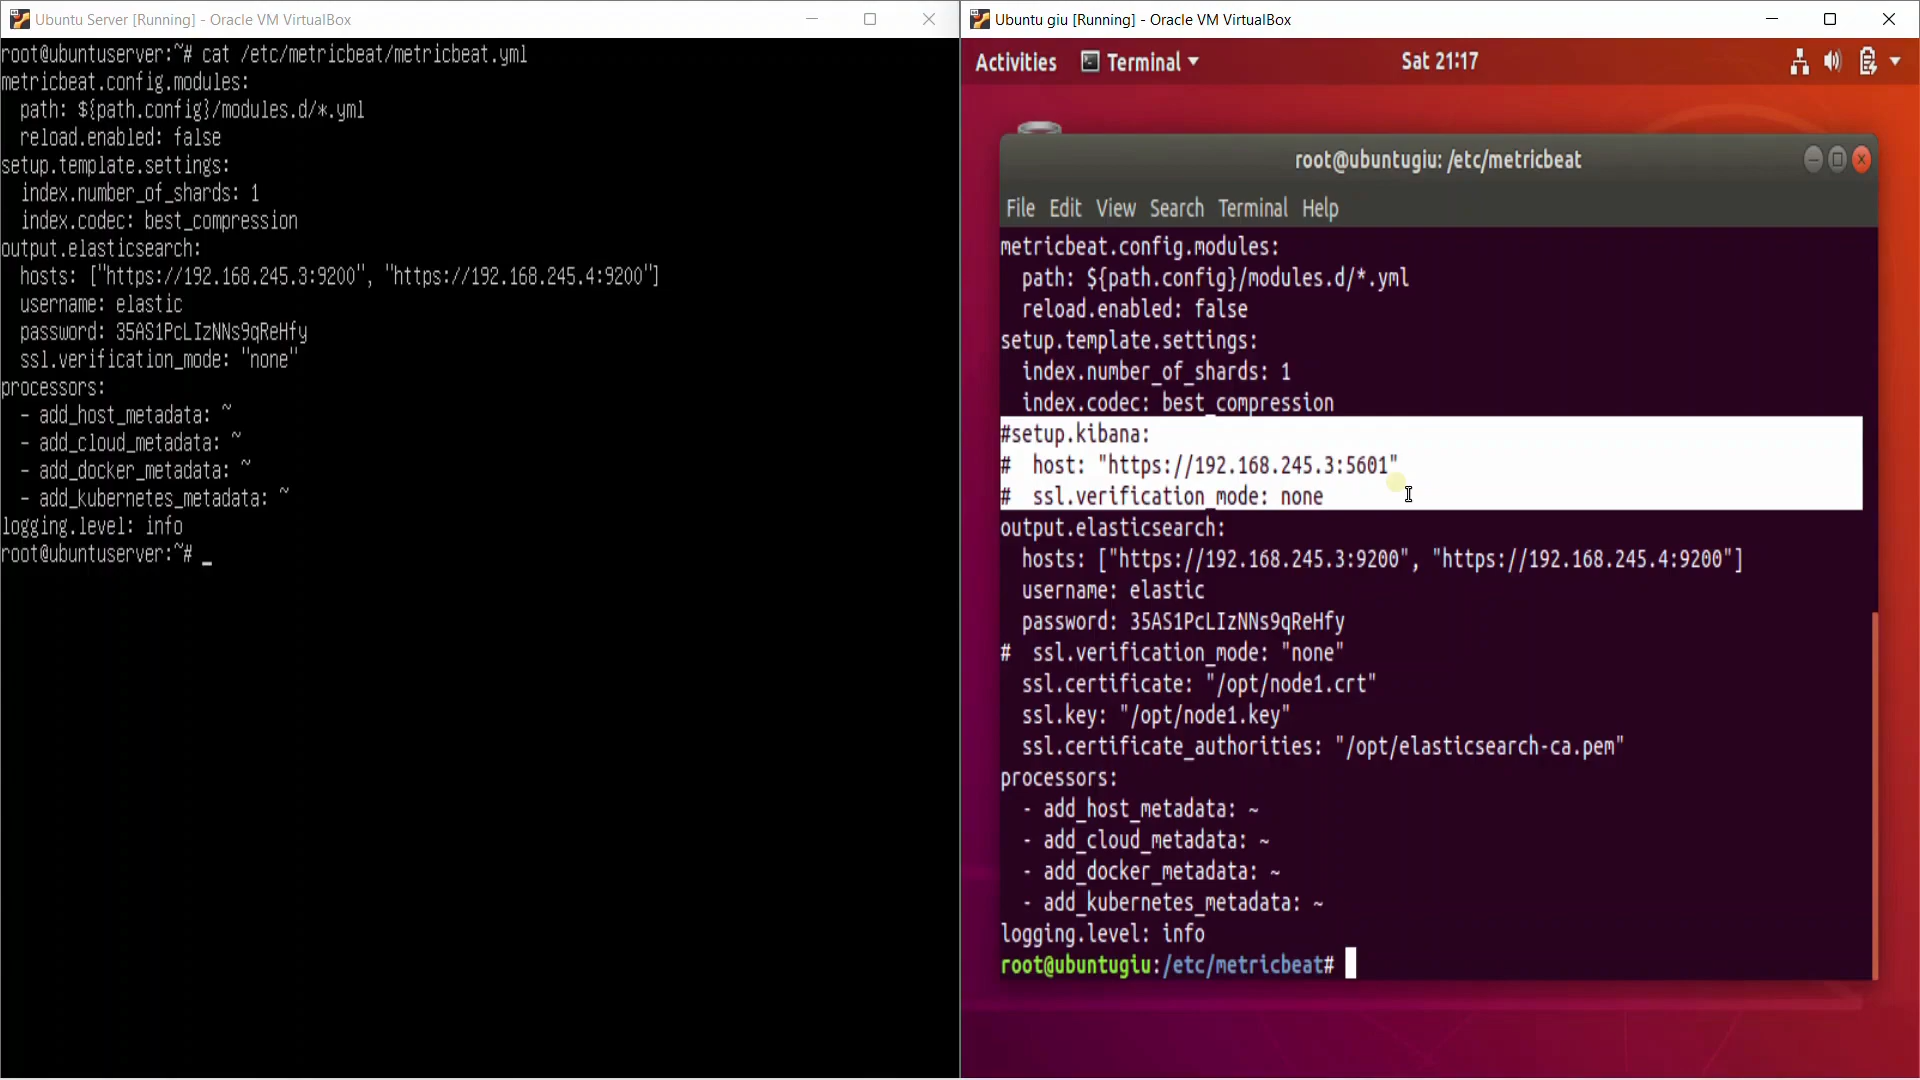 Ubuntu Server [Running] - Oracle VM VirtualBox
root@ubuntuserver:~# cat /etc/metricbeat/metricbeat.yml
metricbeat.config.modules:
  path: ${path.config}/modules.d/*.yml
  reload.enabled: false
setup.template.settings:
  index.number_of_shards: 1
  index.codec: best_compression
output.elasticsearch:
  hosts: ["https://192.168.245.3:9200", "https://192.168.245.4:9200"]
  username: elastic
  password: 35AS1PcLIzNNs9qReHfy
  ssl.verification_mode: "none"
processors:
  - add_host_metadata: ~
  - add_cloud_metadata: ~
  - add_docker_metadata: ~
  - add_kubernetes_metadata: ~
logging.level: info
root@ubuntuserver:~# _
Ubuntu giu [Running] - Oracle VM VirtualBox
Activities Terminal Sat 21:17
root@ubuntugiu: /etc/metricbeat
File Edit View Search Terminal Help
metricbeat.config.modules:
  path: ${path.config}/modules.d/*.yml
  reload.enabled: false
setup.template.settings:
  index.number_of_shards: 1
  index.codec: best_compression
#setup.kibana:
#  host: "https://192.168.245.3:5601"
#  ssl.verification_mode: none
output.elasticsearch:
  hosts: ["https://192.168.245.3:9200", "https://192.168.245.4:9200"]
  username: elastic
  password: 35AS1PcLIzNNs9qReHfy
#  ssl.verification_mode: "none"
  ssl.certificate: "/opt/node1.crt"
  ssl.key: "/opt/node1.key"
  ssl.certificate_authorities: "/opt/elasticsearch-ca.pem"
processors:
  - add_host_metadata: ~
  - add_cloud_metadata: ~
  - add_docker_metadata: ~
  - add_kubernetes_metadata: ~
logging.level: info
root@ubuntugiu:/etc/metricbeat#